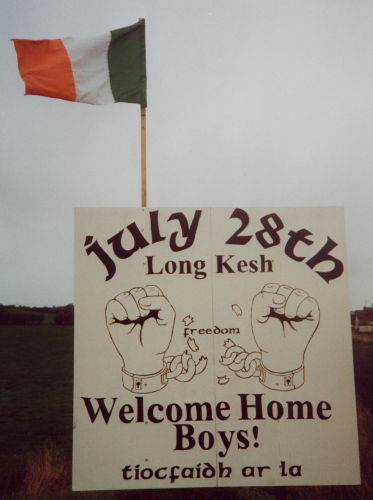 july 28th
Long Kesh
freedom
Welcome Home
Boys!
tiocfaidh ar la